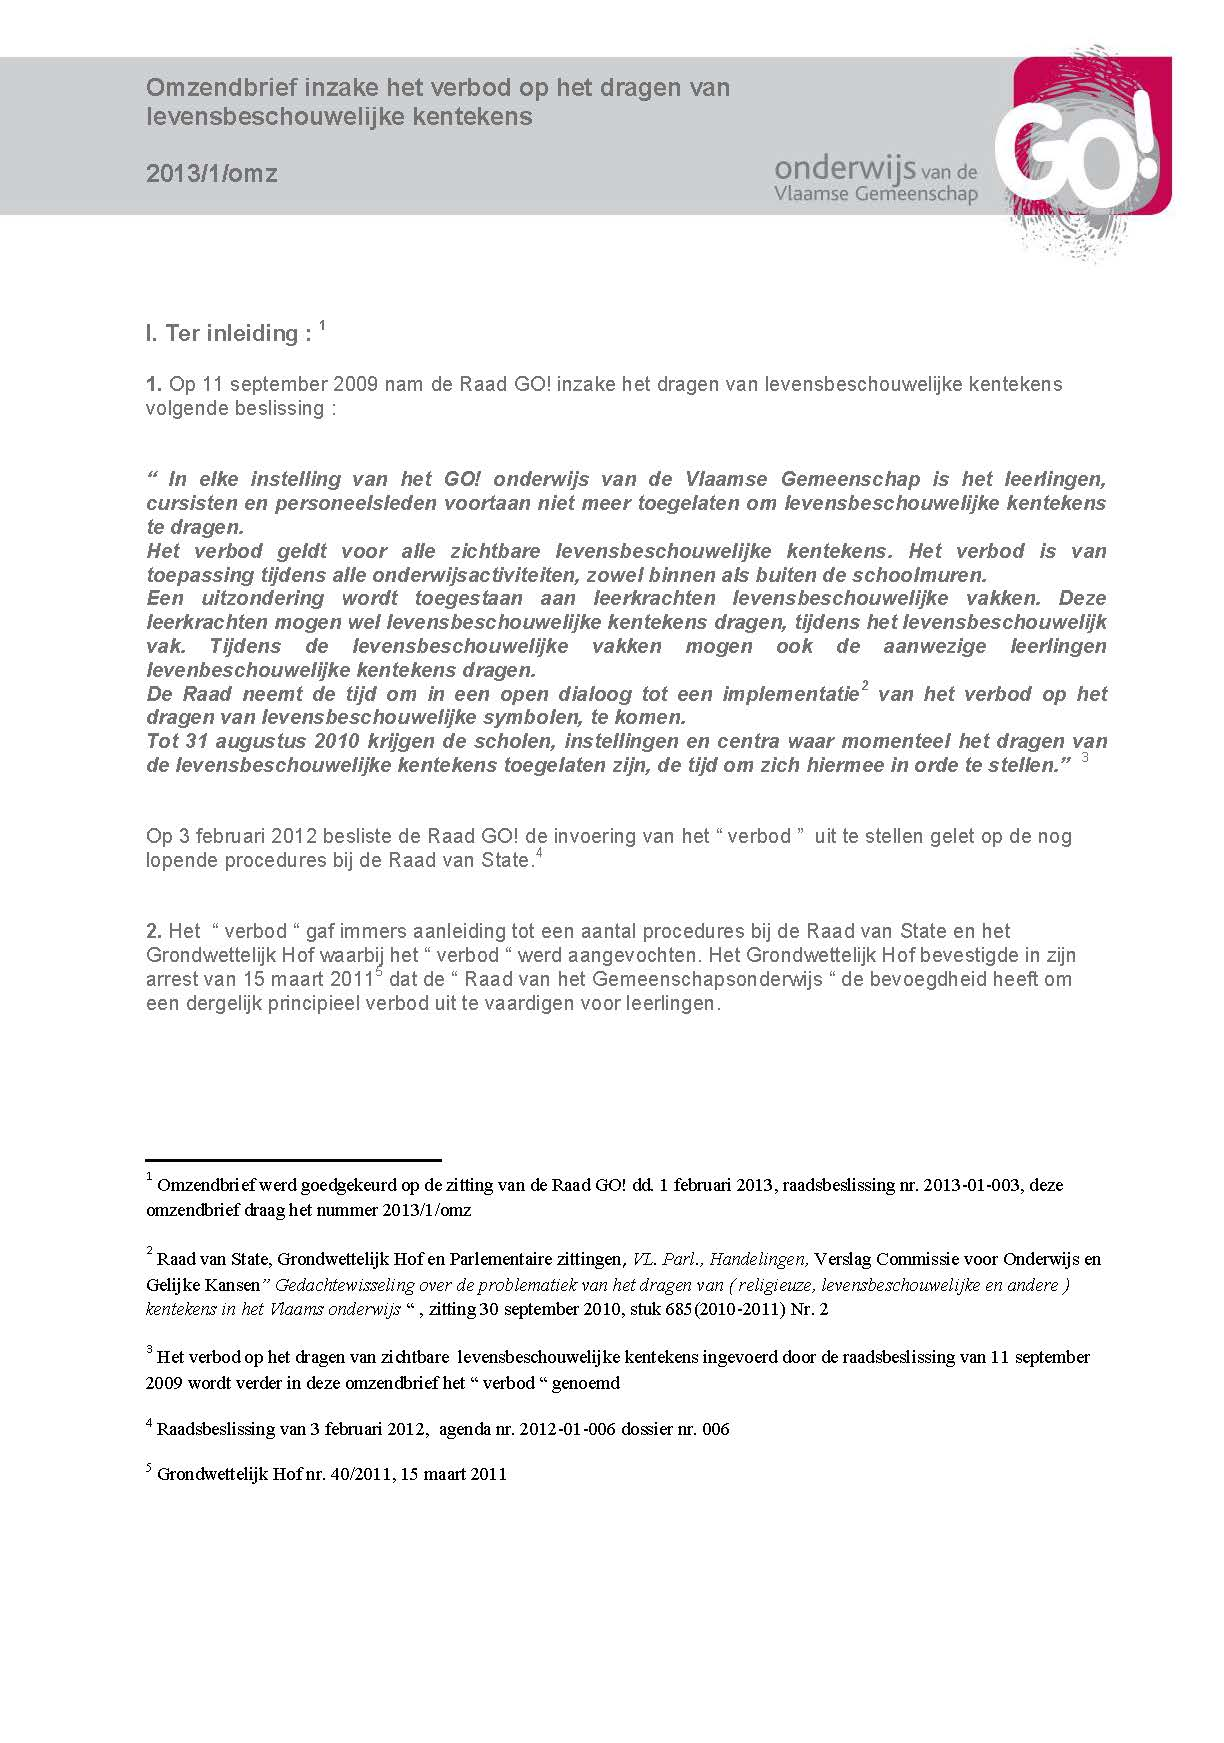 Omzendbrief inzake het verbod op het dragen van
levensbeschouwelijke kentekens
2013/1/omz
onderwijs van de
Vlaamse Gemeenschap
GO!
I. Ter inleiding : 1
1. Op 11 september 2009 nam de Raad GO! inzake het dragen van levensbeschouwelijke kentekens
volgende beslissing :
“ In elke instelling van het GO! onderwijs van de Vlaamse Gemeenschap is het leerlingen,
cursisten en personeelsleden voortaan niet meer toegelaten om levensbeschouwelijke kentekens
te dragen.
Het verbod geldt voor alle zichtbare levensbeschouwelijke kentekens. Het verbod is van
toepassing tijdens alle onderwijsactiviteiten, zowel binnen als buiten de schoolmuren.
Een uitzondering wordt toegestaan aan leerkrachten levensbeschouwelijke vakken. Deze
leerkrachten mogen wel levensbeschouwelijke kentekens dragen, tijdens het levensbeschouwelijk
vak. Tijdens de levensbeschouwelijke vakken mogen ook de aanwezige leerlingen
levenbeschouwelijke kentekens dragen.
De Raad neemt de tijd om in een open dialoog tot een implementatie2 van het verbod op het
dragen van levensbeschouwelijke symbolen, te komen.
Tot 31 augustus 2010 krijgen de scholen, instellingen en centra waar momenteel het dragen van
de levensbeschouwelijke kentekens toegelaten zijn, de tijd om zich hiermee in orde te stellen.” 3
Op 3 februari 2012 besliste de Raad GO! de invoering van het “ verbod ” uit te stellen gelet op de nog
lopende procedures bij de Raad van State.4
2. Het “ verbod “ gaf immers aanleiding tot een aantal procedures bij de Raad van State en het
Grondwettelijk Hof waarbij het “ verbod “ werd aangevochten. Het Grondwettelijk Hof bevestigde in zijn
arrest van 15 maart 20115 dat de “ Raad van het Gemeenschapsonderwijs “ de bevoegdheid heeft om
een dergelijk principieel verbod uit te vaardigen voor leerlingen.
1 Omzendbrief werd goedgekeurd op de zitting van de Raad GO! dd. 1 februari 2013, raadsbeslissing nr. 2013-01-003, deze
omzendbrief draag het nummer 2013/1/omz
2 Raad van State, Grondwettelijk Hof en Parlementaire zittingen, VL. Parl., Handelingen, Verslag Commissie voor Onderwijs en
Gelijke Kansen” Gedachtewisseling over de problematiek van het dragen van ( religieuze, levensbeschouwelijke en andere )
kentekens in het Vlaams onderwijs “ , zitting 30 september 2010, stuk 685(2010-2011) Nr. 2
3 Het verbod op het dragen van zichtbare levensbeschouwelijke kentekens ingevoerd door de raadsbeslissing van 11 september
2009 wordt verder in deze omzendbrief het “ verbod “ genoemd
4 Raadsbeslissing van 3 februari 2012, agenda nr. 2012-01-006 dossier nr. 006
5 Grondwettelijk Hof nr. 40/2011, 15 maart 2011